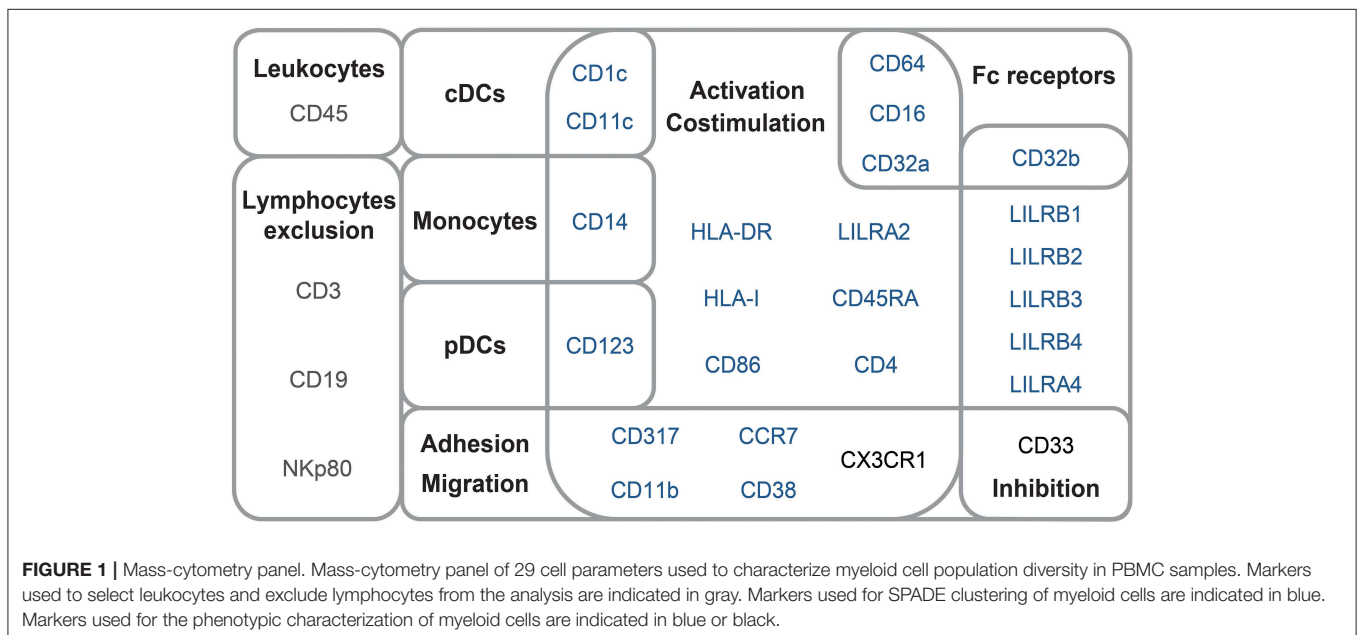 Leukocytes
CD45
Lymphocytes
exclusion
CD3
CD19
NKp80
cDCs
CD1c
CD11c
Monocytes
CD14
pDCs
CD123
Activation
Costimulation
HLA-DR
LILRA2
HLA-I
CD45RA
CD86
CD4
CD64
CD16
CD32a
Fc receptors
CD32b
LILRB1
LILRB2
LILRB3
LILRB4
LILRA4
Adhesion
Migration
CD317
CCR7
CX3CR1
CD11b
CD38
CD33
Inhibition
FIGURE 1 | Mass-cytometry panel. Mass-cytometry panel of 29 cell parameters used to characterize myeloid cell population diversity in PBMC samples. Markers
used to select leukocytes and exclude lymphocytes from the analysis are indicated in gray. Markers used for SPADE clustering of myeloid cells are indicated in blue.
Markers used for the phenotypic characterization of myeloid cells are indicated in blue or black.